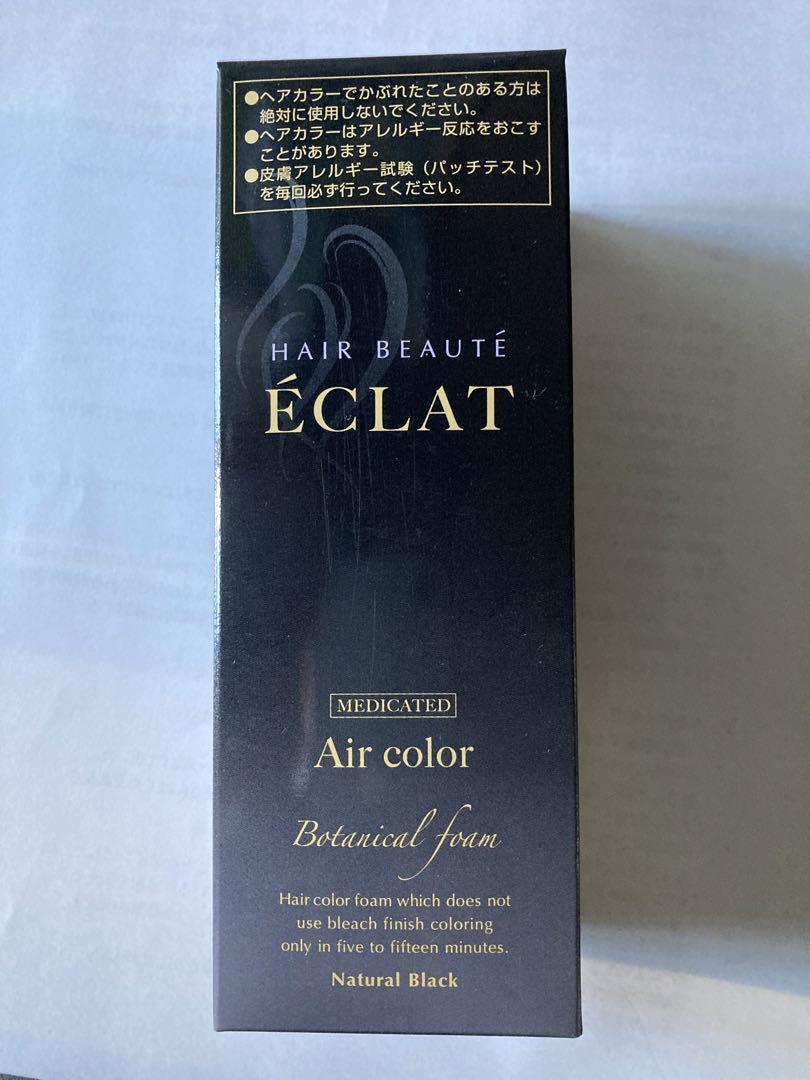 ●ヘアカラーでかぶれたことのある方は
絶対に使用しないでください。
●ヘアカラーはアレルギー反応をおこす
ことがあります。
●皮膚アレルギー試験（パッチテスト）
を毎回必ず行ってください。
HAIR BEAUTÉ
ÉCLAT
MEDICATED
Air color
Botanical foam
Hair color foam which does not
use bleach finish coloring
only in five to fifteen minutes.
Natural Black